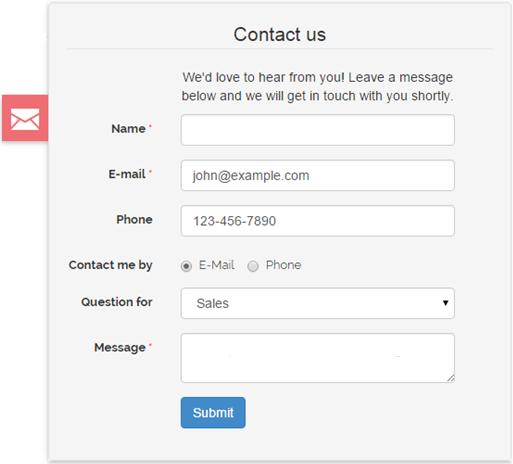 Contact us
We'd love to hear from you! Leave a message
below and we will get in touch with you shortly.
Name *
E-mail * john@example.com
Phone 123-456-7890
Contact me by E-Mail Phone
Question for Sales
Message *
Submit